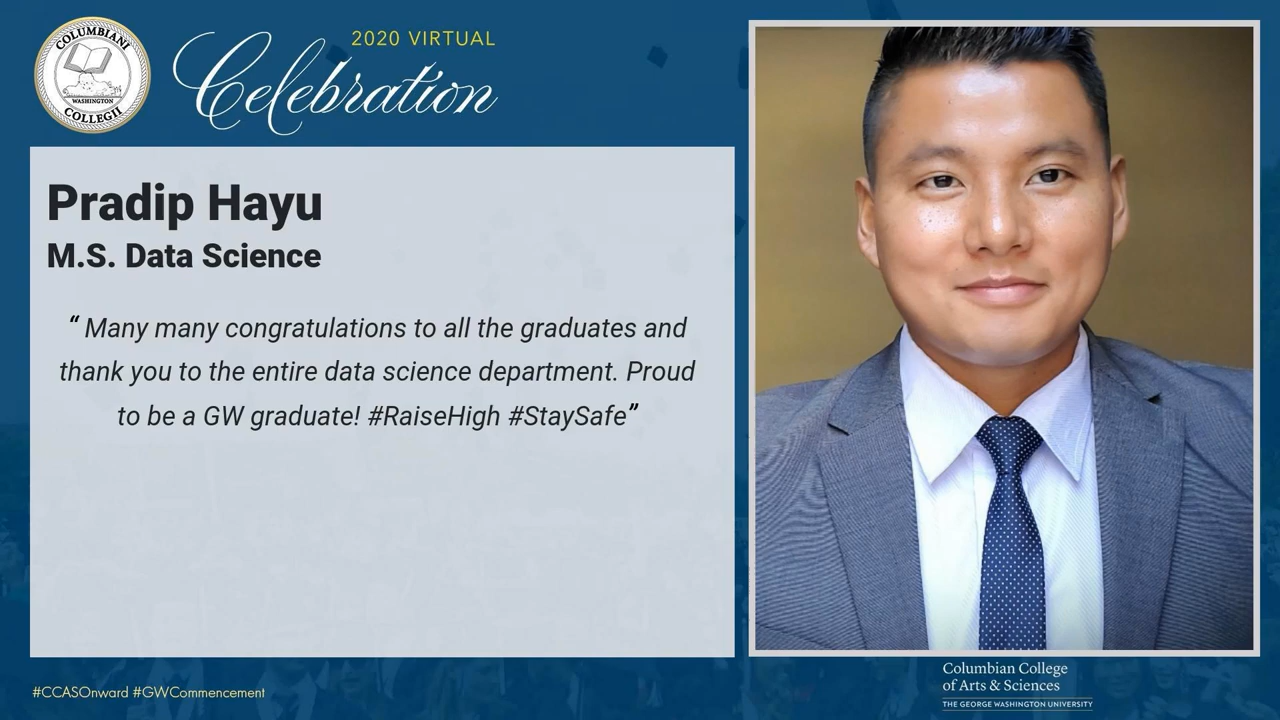 COLUMBIANI
WASHINGTON
COLLEGII
2020 VIRTUAL
Celebration
Pradip Hayu
M.S. Data Science
“ Many many congratulations to all the graduates and
thank you to the entire data science department. Proud
to be a GW graduate! #RaiseHigh #StaySafe”
#CCASOnward #GWCommencement
Columbian College
of Arts & Sciences
THE GEORGE WASHINGTON UNIVERSITY